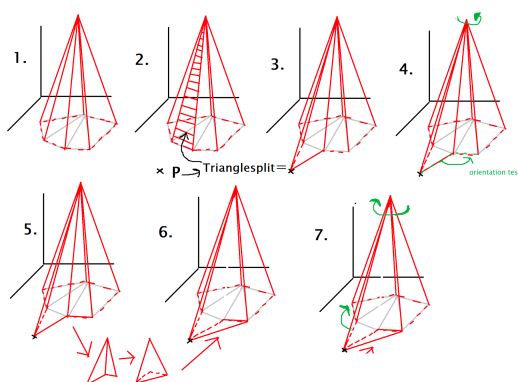 1.
2.
3.
4.
× P
Trianglesplit=
orientation tes
5.
6.
7.